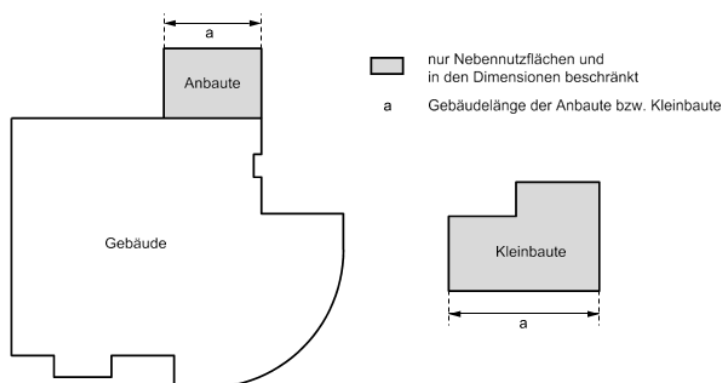 a
Anbaute
nur Nebennutzflächen und
in den Dimensionen beschränkt
a Gebäudelänge der Anbaute bzw. Kleinbaute
Gebäude
Kleinbaute
a